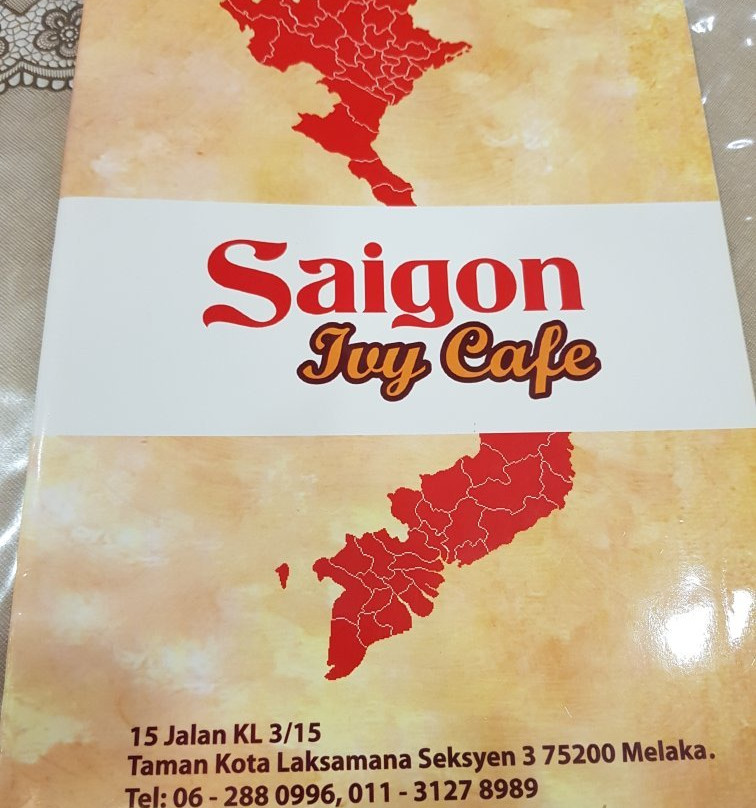 Saigon
Ivy Cafe
15 Jalan KL 3/15
Taman Kota Laksamana Seksyen 3 75200 Melaka.
Tel: 06 - 288 0996, 011 - 3127 8989